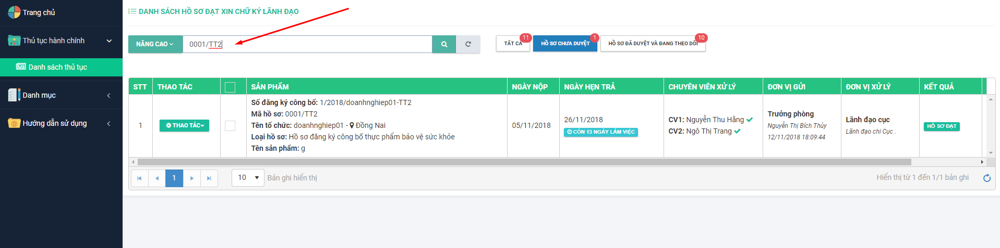 Trang chủ
Thủ tục hành chính
Danh sách thủ tục
Danh mục
Hướng dẫn sử dụng
DANH SÁCH HỒ SƠ ĐẠT XIN CHỮ KÝ LÃNH ĐẠO
NÂNG CAO 0001/TT2
TẤT CẢ 11
HỒ SƠ CHƯA DUYỆT 1
HỒ SƠ ĐÃ DUYỆT VÀ ĐANG THEO DÕI 10
STT THAO TÁC SẢN PHẨM NGÀY NỘP NGÀY HẸN TRẢ CHUYÊN VIÊN XỬ LÝ ĐƠN VỊ GỬI ĐƠN VỊ XỬ LÝ KẾT QUẢ
1
THAO TÁC
Số đăng ký công bố: 1/2018/doanhnghiep01-TT2
Mã hồ sơ: 0001/TT2
Tên tổ chức: doanhnghiep01 - Đồng Nai
Loại hồ sơ: Hồ sơ đăng ký công bố thực phẩm bảo vệ sức khỏe
Tên sản phẩm: g
05/11/2018
26/11/2018
CÒN 13 NGÀY LÀM VIỆC
CV1: Nguyễn Thu Hằng
CV2: Ngô Thị Trang
Trưởng phòng
Nguyễn Thị Bích Thủy
12/11/2018 18:09:44
Lãnh đạo cục
Lãnh đạo chi Cục .
HỒ SƠ ĐẠT
1 10 Bản ghi hiển thị Hiển thị từ 1 đến 1/1 bản ghi